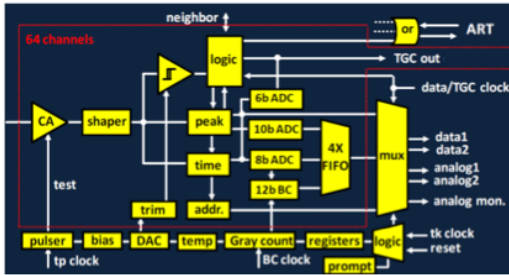 neighbor
64 channels
or
ART
logic
TGC out
6b ADC
data/TGC clock
CA
shaper
peak
10b ADC
4X
FIFO
mux
data1
data2
time
8b ADC
analog1
analog2
test
12b BC
trim
addr.
analog mon.
pulser
bias
DAC
temp
Gray count
registers
logic
tk clock
reset
tp clock
BC clock
prompt